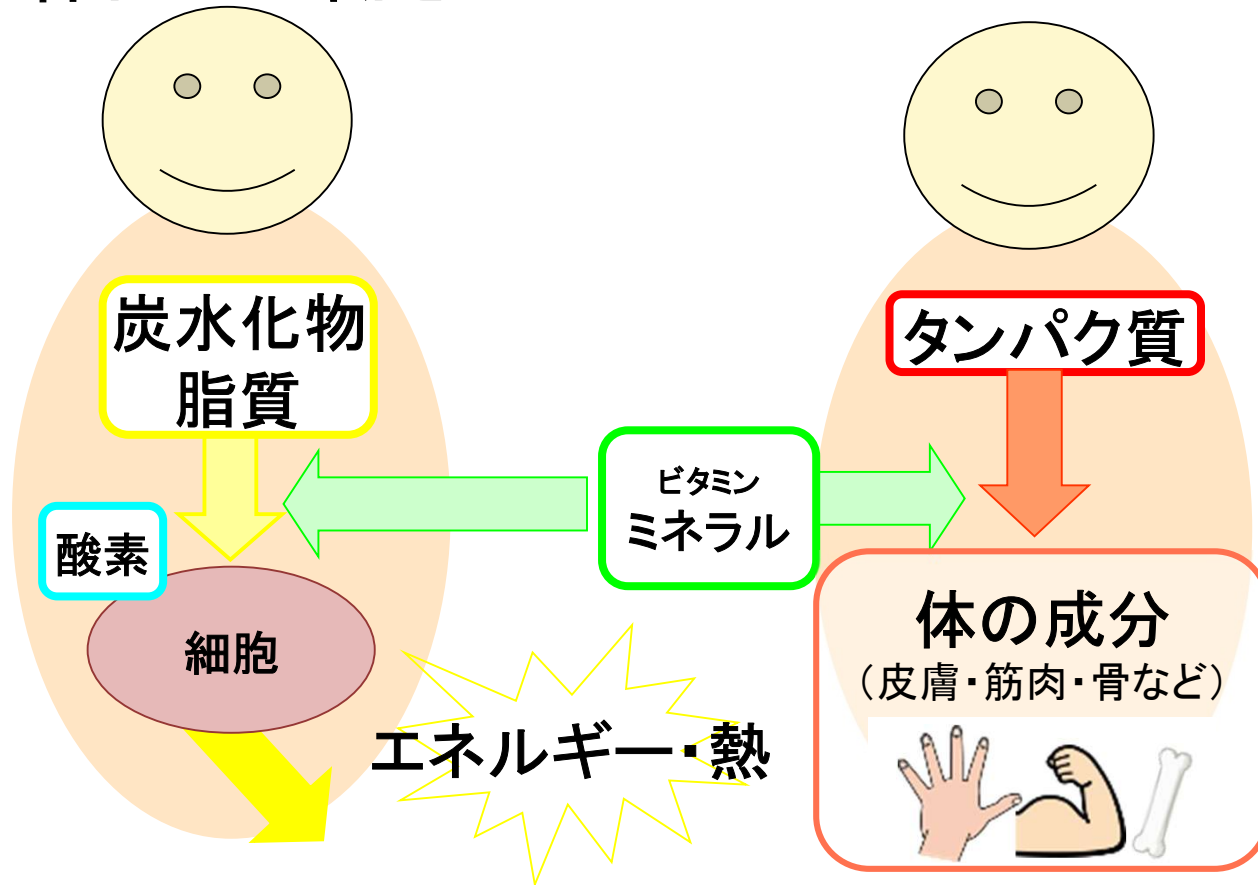 炭水化物
脂質
酸素
細胞
エネルギー・熱
ビタミン
ミネラル
タンパク質
体の成分
(皮膚・筋肉・骨など)